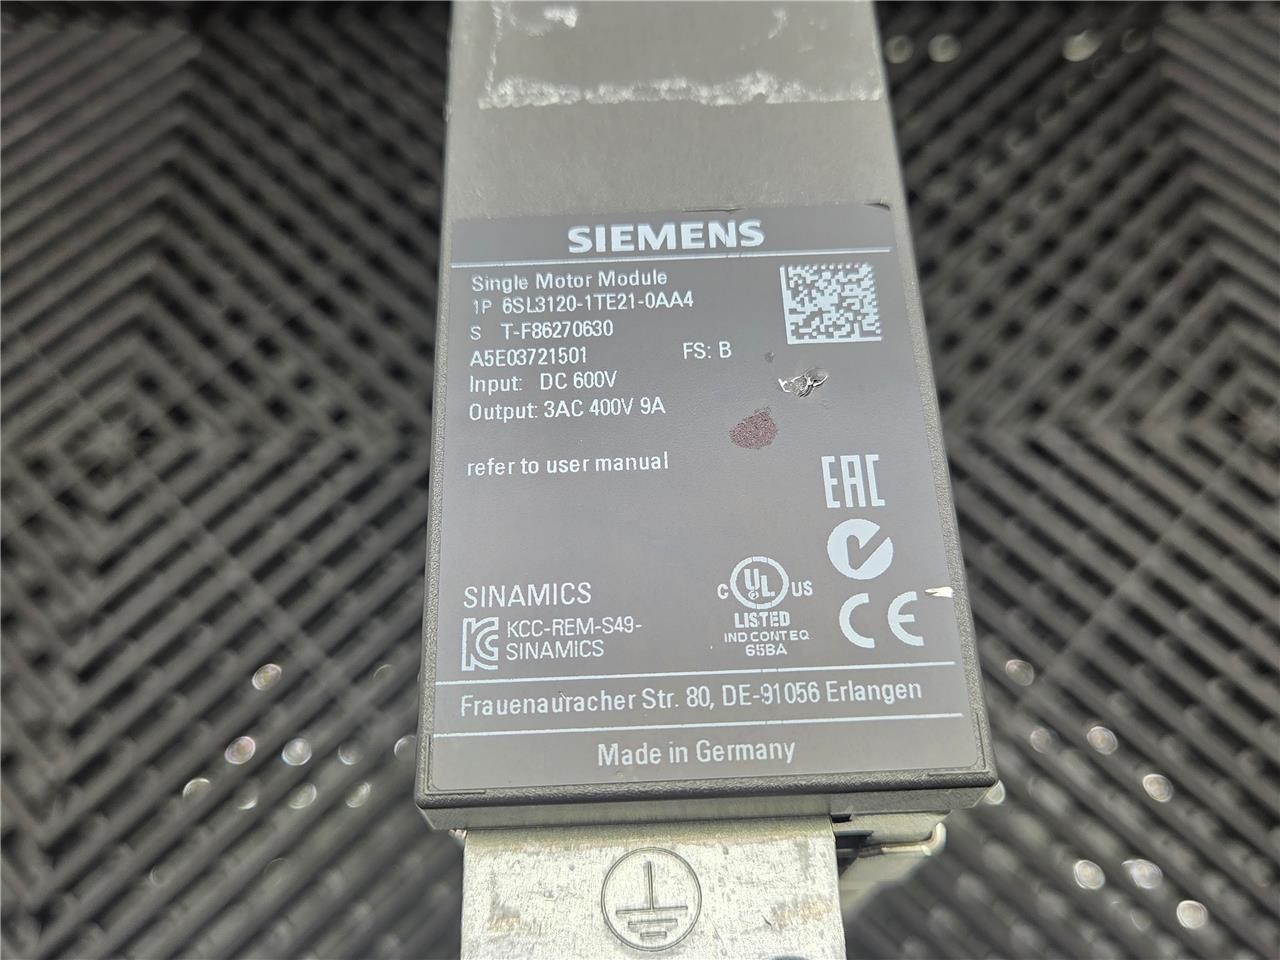 SIEMENS
Single Motor Module
1P 6SL3120-1TE21-0AA4
S T-F86270630
A5E03721501 FS: B
Input: DC 600V
Output: 3AC 400V 9A
refer to user manual
EAC
SINAMICS
KCC-REM-S49-
SINAMICS
C UL US
LISTED
IND CONT EQ
65BA
CE
Frauenauracher Str. 80, DE-91056 Erlangen
Made in Germany